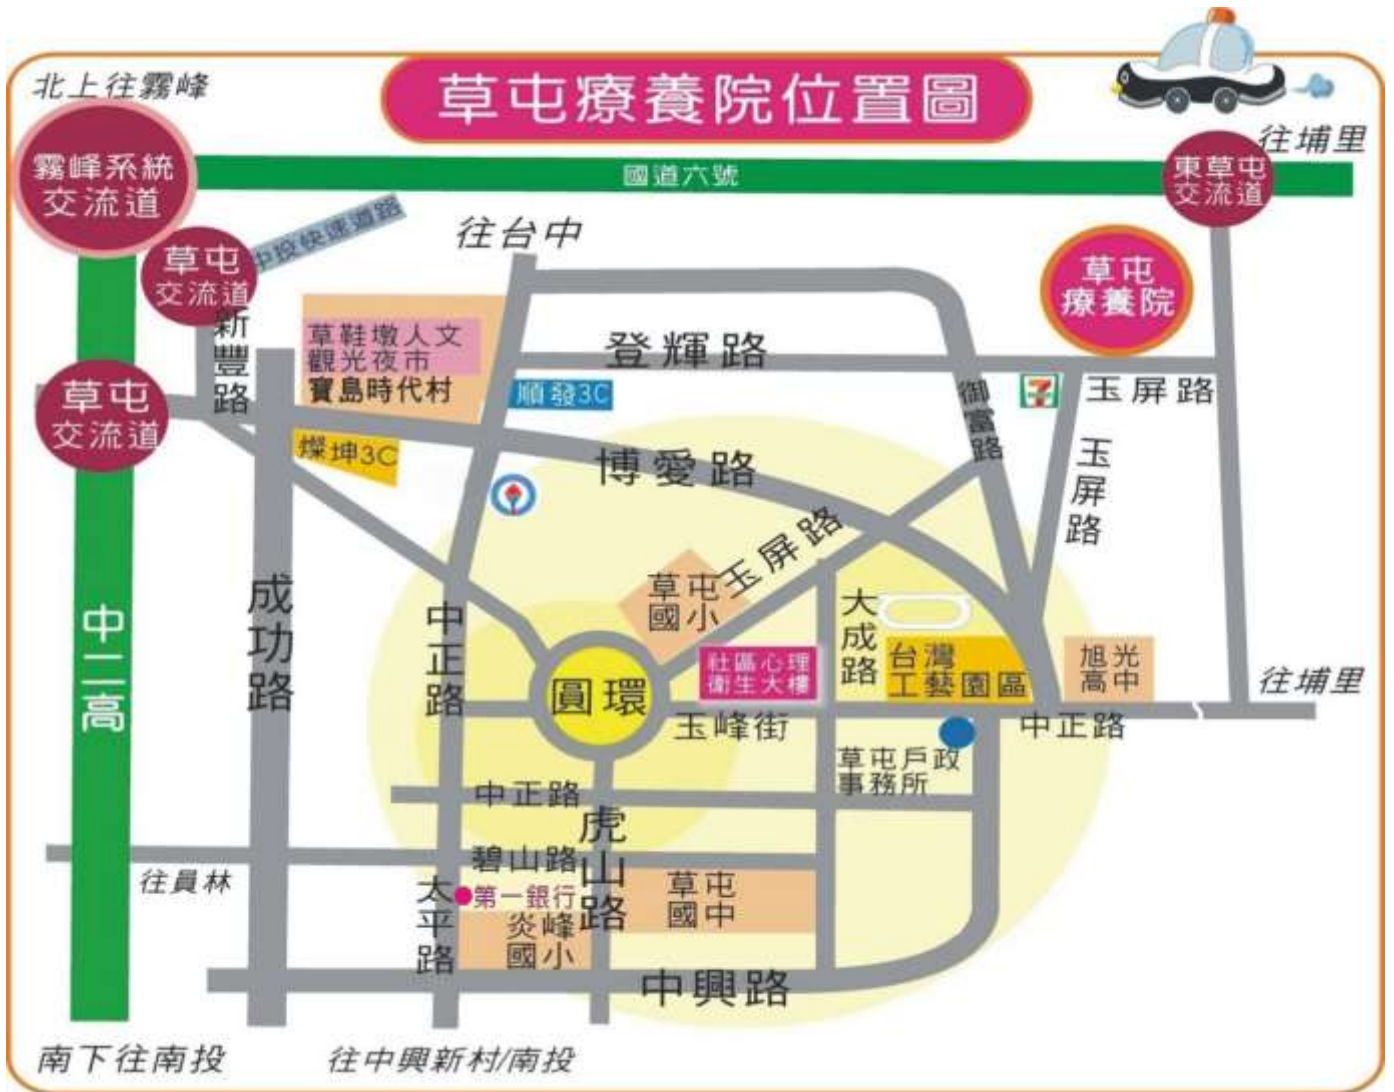 草屯療養院位置圖
北上往霧峰
往埔里
霧峰系統
交流道
國道六號
東草屯
交流道
中投快速道路
往台中
草屯
交流道
草屯
療養院
新豐路
草鞋墩人文
觀光夜市
寶島時代村
登輝路
順發3C
御富路
7
玉屏路
草屯
交流道
燦坤3C
博愛路
玉屏路
玉屏路
中二高
成功路
中正路
草屯
國小
大成路
台灣
工藝園區
旭光
高中
社區心理
衛生大樓
圓環
往埔里
玉峰街
中正路
草屯戶政
事務所
中正路
虎山路
碧山路
往員林
太平路
第一銀行
草屯
國中
炎峰
國小
中興路
南下往南投
往中興新村/南投